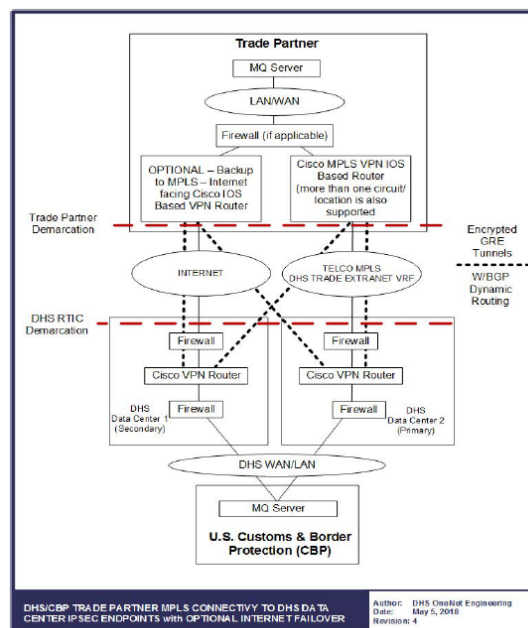 Trade Partner
MQ Server
LAN/WAN
Firewall (if applicable)
OPTIONAL – Backup
to MPLS – Internet
facing Cisco IOS
Based VPN Router
Cisco MPLS VPN IOS
Based Router
(more than one circuit/
location is also
supported
Trade Partner
Demarcation
Encrypted
GRE
Tunnels
INTERNET
TELCO MPLS
DHS TRADE EXTRANET VRF
W/BGP
Dynamic
Routing
DHS RTIC
Demarcation
Firewall
Firewall
Cisco VPN Router
Cisco VPN Router
Firewall
Firewall
DHS
Data Center 1
(Secondary)
DHS
Data Center 2
(Primary)
DHS WAN/LAN
MQ Server
U.S. Customs & Border
Protection (CBP)
DHS/CBP TRADE PARTNER MPLS CONNECTIVY TO DHS DATA
CENTER IPSEC ENDPOINTS with OPTIONAL INTERNET FAILOVER
Author: DHS OneNet Engineering
Date: May 5, 2018
Revision: 4